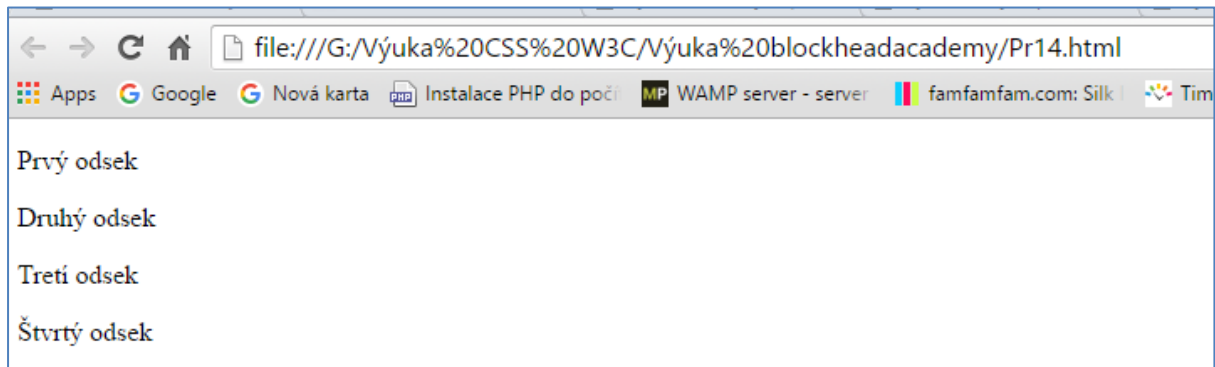 file:///G:/Výuka%20CSS%20W3C/Výuka%20blockheadacademy/Pr14.html
Apps Google Nová karta Instalace PHP do počí MP WAMP server - server famfamfam.com: Silk Tim
Prvý odsek
Druhý odsek
Tretí odsek
Štvrtý odsek